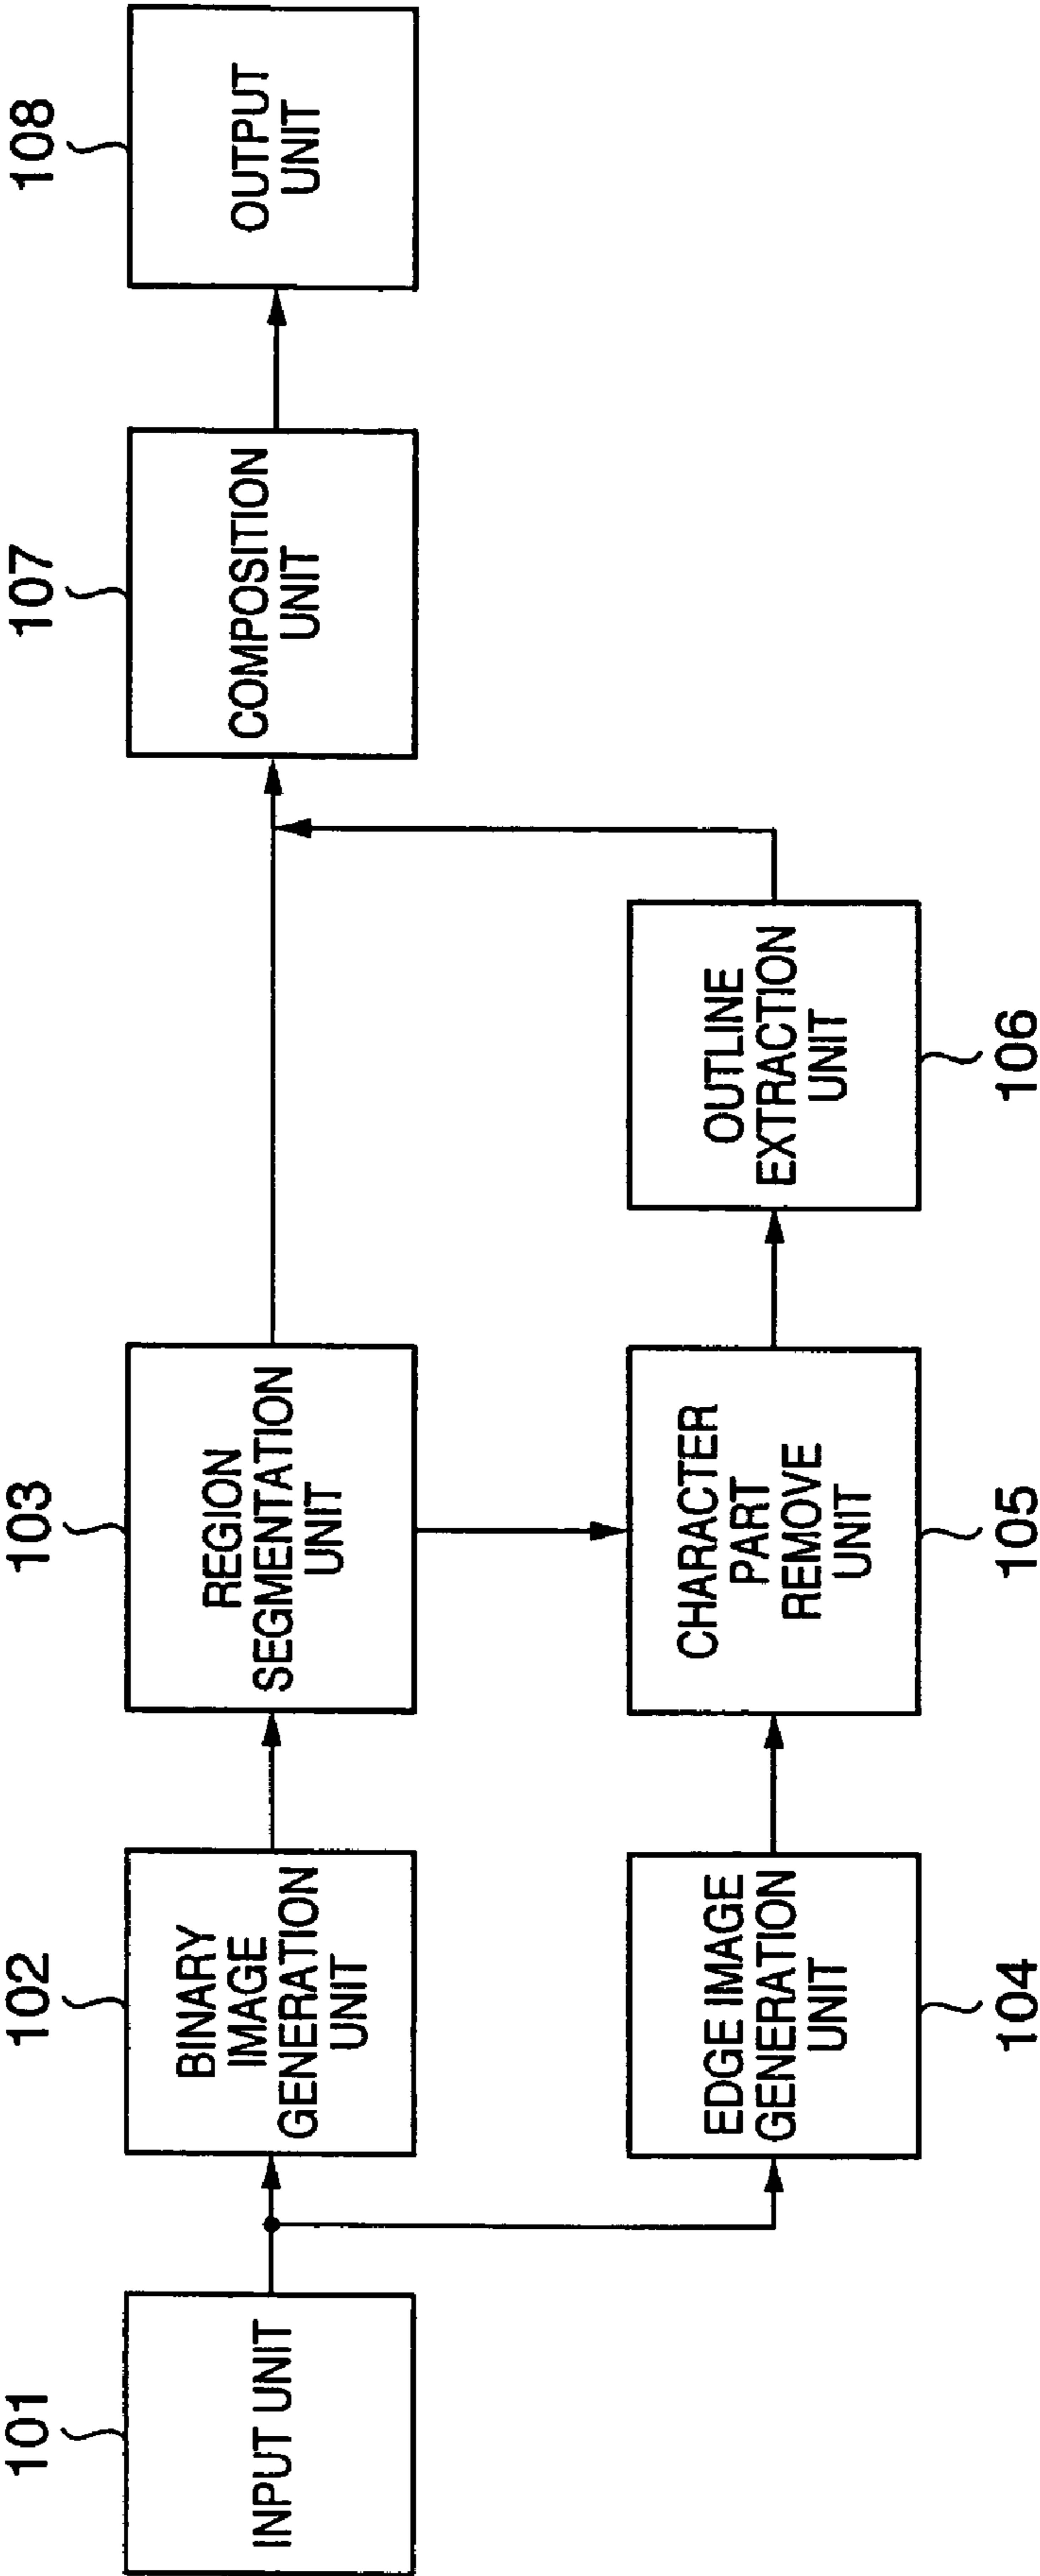 101
INPUT UNIT
102
BINARY
IMAGE
GENERATION
UNIT
103
REGION
SEGMENTATION
UNIT
107
COMPOSITION
UNIT
108
OUTPUT
UNIT
EDGE IMAGE
GENERATION
UNIT
104
CHARACTER
PART
REMOVE
UNIT
105
OUTLINE
EXTRACTION
UNIT
106